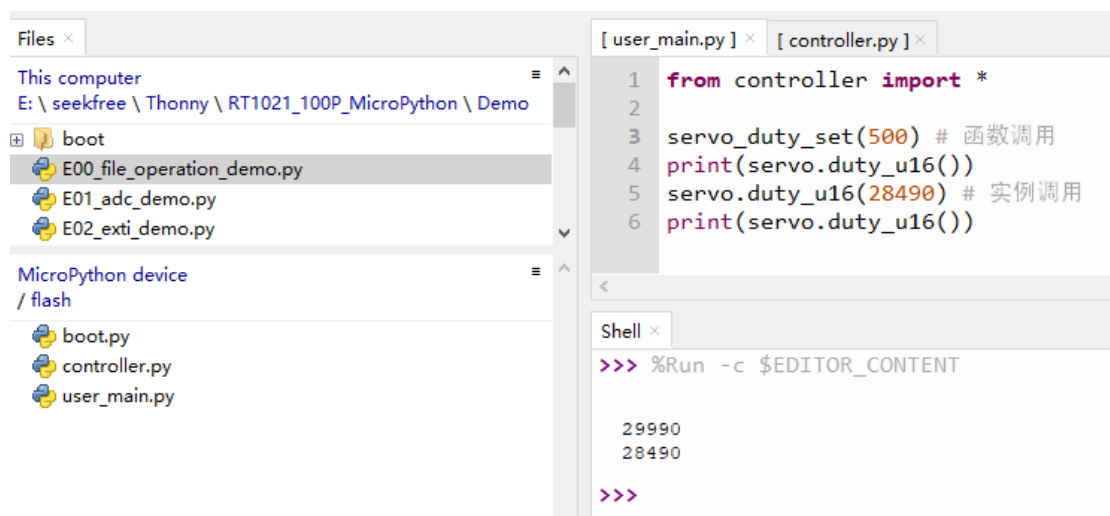 Files ×
This computer
E: \ seekfree \ Thonny \ RT1021_100P_MicroPython \ Demo
boot
E00_file_operation_demo.py
E01_adc_demo.py
E02_exti_demo.py
MicroPython device
/ flash
boot.py
controller.py
user_main.py
[ user_main.py ] × [ controller.py ] ×
1 from controller import *
2
3 servo_duty_set(500) # 函数调用
4 print(servo.duty_u16())
5 servo.duty_u16(28490) # 实例调用
6 print(servo.duty_u16())
Shell ×
>>> %Run -c $EDITOR_CONTENT
29990
28490
>>>